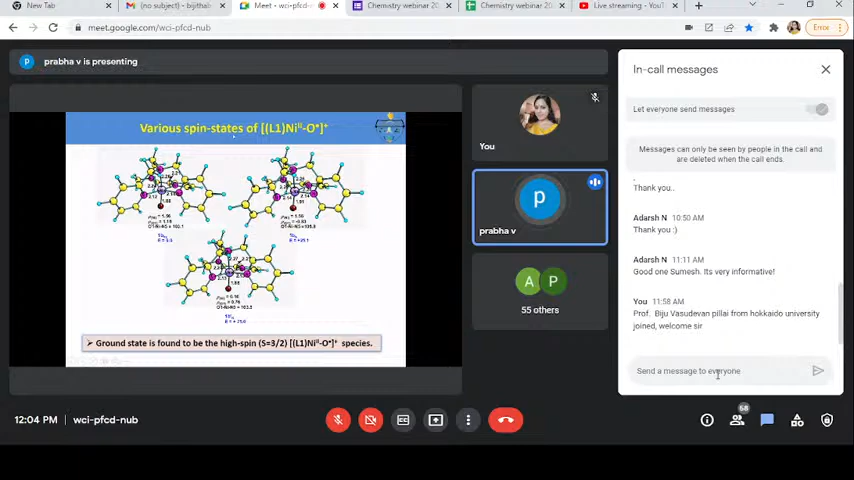 New Tab
(no subject) - bijithai
Meet - wci-pfcd-nub
Chemistry webinar 20
Chemistry webinar 20
Live streaming - YouT
meet.google.com/wci-pfcd-nub
Error
prabha v is presenting
Various spin-states of [(L1)NiII-O•]+
Ground state is found to be the high-spin (S=3/2) [(L1)NiII-O•]+ species.
You
p
prabha v
A P
55 others
In-call messages
Let everyone send messages
Messages can only be seen by people in the call and
are deleted when the call ends.
Thank you..
Adarsh N 10:50 AM
Thank you :)
Adarsh N 11:11 AM
Good one Sumesh. Its very informative!
You 11:58 AM
Prof. Biju Vasudevan pillai from hokkaido university
joined, welcome sir
Send a message to everyone
12:04 PM | wci-pfcd-nub
68